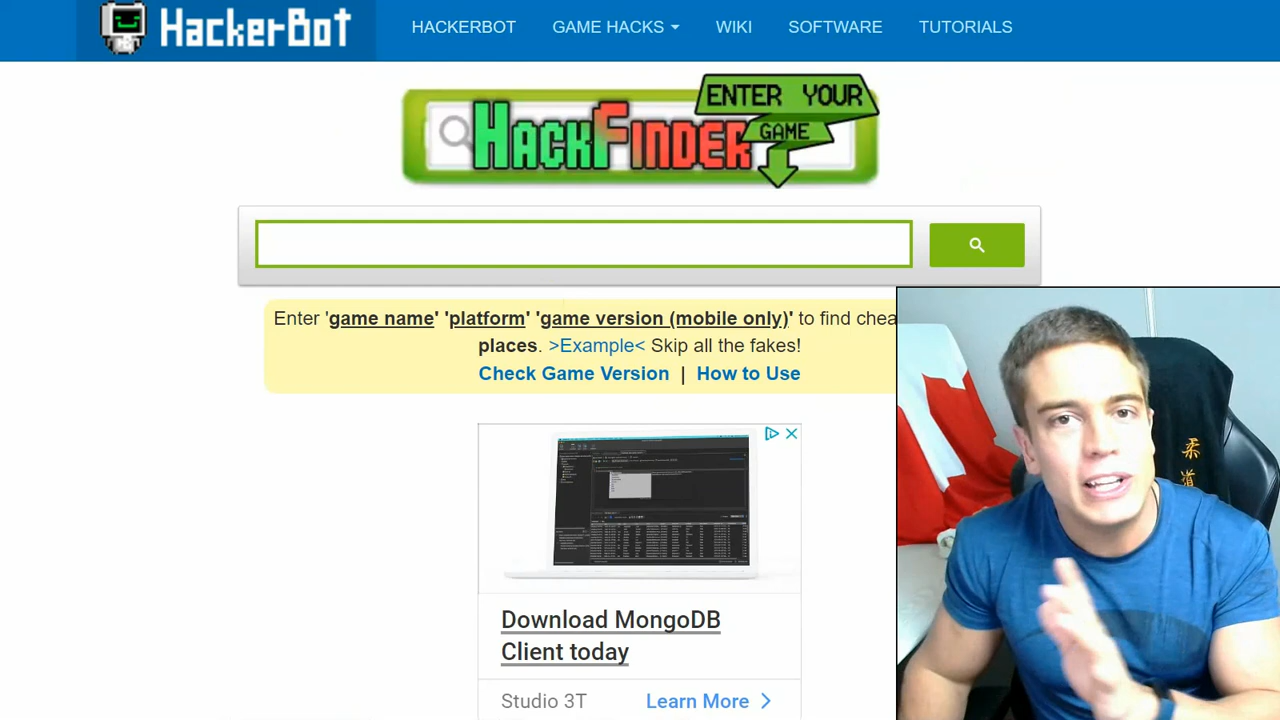 HackerBot
HACKERBOT GAME HACKS WIKI SOFTWARE TUTORIALS
ENTER YOUR
GAME
HACKFINDER
Enter 'game name' 'platform' 'game version (mobile only)' to find chea
places. >Example< Skip all the fakes!
Check Game Version | How to Use
柔
道
Download MongoDB
Client today
Studio 3T Learn More